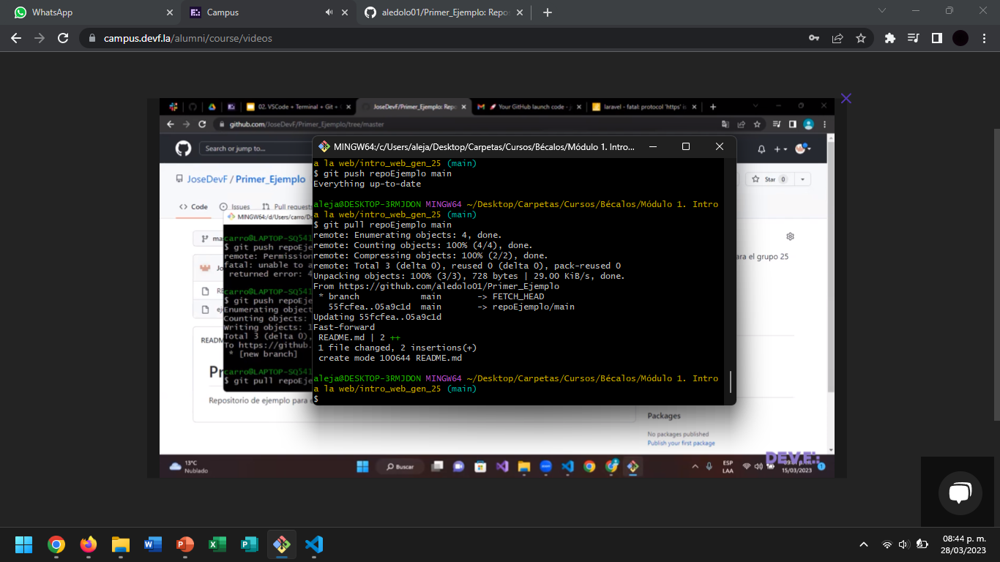 WhatsApp
Campus
aledolo01/Primer_Ejemplo: Repos
campus.devf.la/alumni/course/videos
02. VSCode + Terminal + Git +
JoseDevF/Primer_Ejemplo: Repo
Your GitHub launch code -
laravel - fatal: protocol 'https' is
github.com/JoseDevF/Primer_Ejemplo/tree/master
Search or jump to...
JoseDevF / Primer_Ejemplo
Star 0
Code
Issues
Pull requests
MINGW64:/d/Users/carro/Do
carro@LAPTOP-SQ541
$ git push repoEje
remote: Permission
fatal: unable to a
returned error: 4
carro@LAPTOP-SQ541
$ git push repoEje
Enumerating object
Counting objects:
Writing objects: 1
Total 3 (delta 0),
To https://github.
* [new branch]
carro@LAPTOP-SQ541
$ git pull repoEje
ara el grupo 25
README
Pr
Repositorio de ejemplo para
Packages
No packages published
Publish your first package
MINGW64:/c/Users/aleja/Desktop/Carpetas/Cursos/Bécalos/Módulo 1. Intro...
a la web/intro_web_gen_25 (main)
$ git push repoEjemplo main
Everything up-to-date
aleja@DESKTOP-3RMJDON MINGW64 ~/Desktop/Carpetas/Cursos/Bécalos/Módulo 1. Intro
a la web/intro_web_gen_25 (main)
$ git pull repoEjemplo main
remote: Enumerating objects: 4, done.
remote: Counting objects: 100% (4/4), done.
remote: Compressing objects: 100% (2/2), done.
remote: Total 3 (delta 0), reused 0 (delta 0), pack-reused 0
Unpacking objects: 100% (3/3), 728 bytes | 29.00 KiB/s, done.
From https://github.com/aledolo01/Primer_Ejemplo
* branch main -> FETCH_HEAD
55fcfea..05a9c1d main -> repoEjemplo/main
Updating 55fcfea..05a9c1d
Fast-forward
README.md | 2 ++
1 file changed, 2 insertions(+)
create mode 100644 README.md
aleja@DESKTOP-3RMJDON MINGW64 ~/Desktop/Carpetas/Cursos/Bécalos/Módulo 1. Intro
a la web/intro_web_gen_25 (main)
$
DEV.F.:
13°C
Nublado
Buscar
ESP
LAA
15/03/2023
08:44 p. m.
28/03/2023